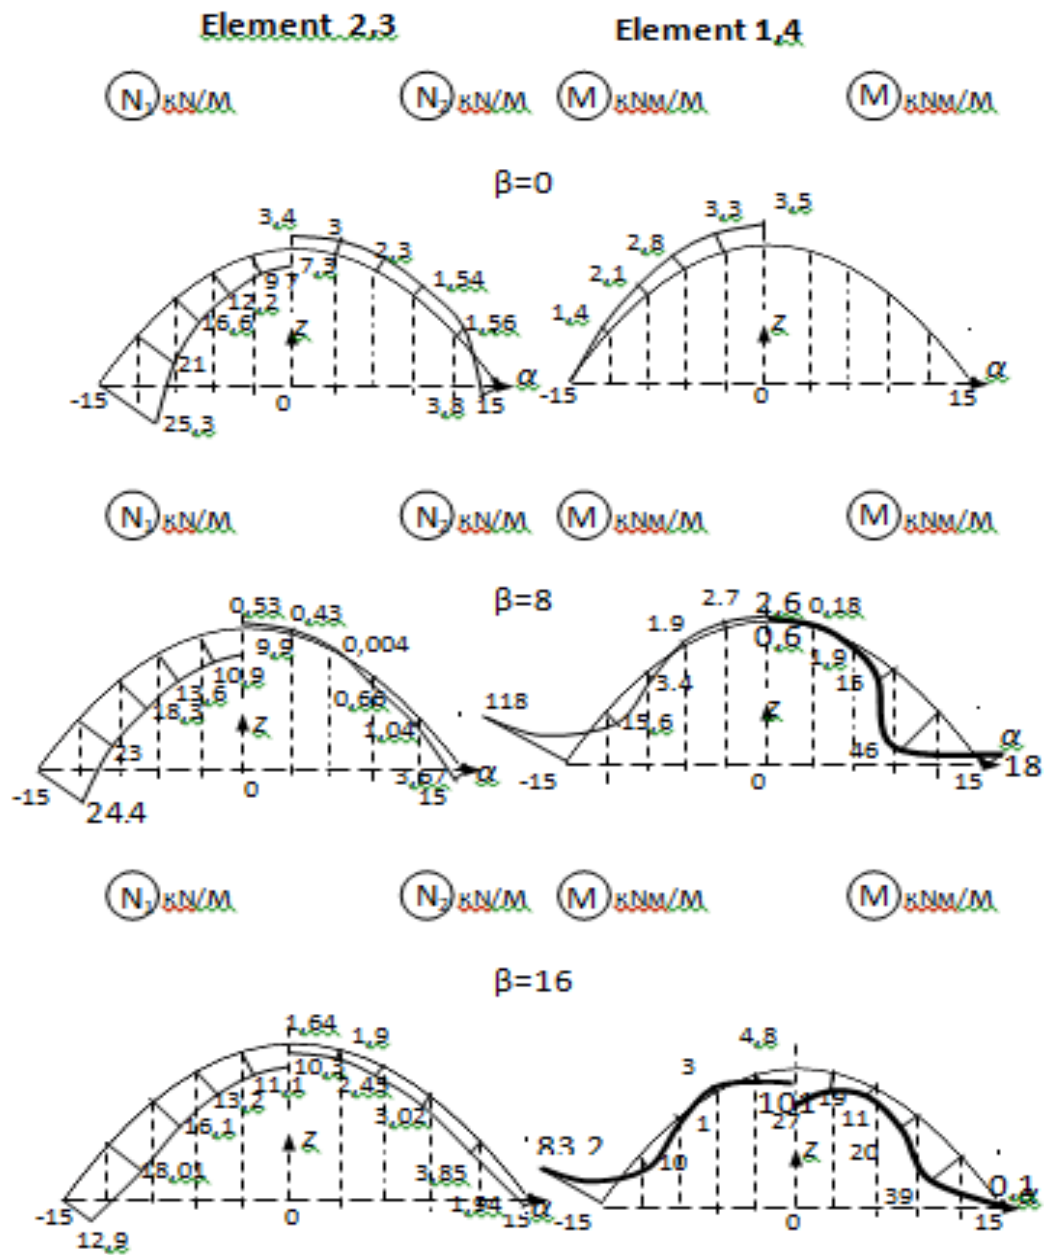 Element 2,3 Element 1,4
N₁ кN/М N₂ кN/М M кNм/М M кNм/М
β=0
3,4 3 2,3 1,54 1,56 3,8
7,3 9 7 12,2 16,6 21 25,3
z α -15 0 15
3,5 3,3 2,8 2,1 1,4
z α -15 0 15
N₁ кN/М N₂ кN/М M кNм/М M кNм/М
β=8
0,53 0,43 0,004 0,66 1,04 3,67
9,9 10,9 13,6 18,3 23 24.4
z α -15 0 15
2.7 2,6 0,18 1.9 0,6 1,9
118 3.4 15,6 15 46 18
z α -15 0 15
N₁ кN/М N₂ кN/М M кNм/М M кNм/М
β=16
1,64 1,9 2,45 3,02 3,85 1,94
10,3 11,1 13,2 16,1 18,01 12,9
z α -15 0 15
4,8 3 1 10 83 2
101 27 19 11 20 39 0 1
z α -15 0 15